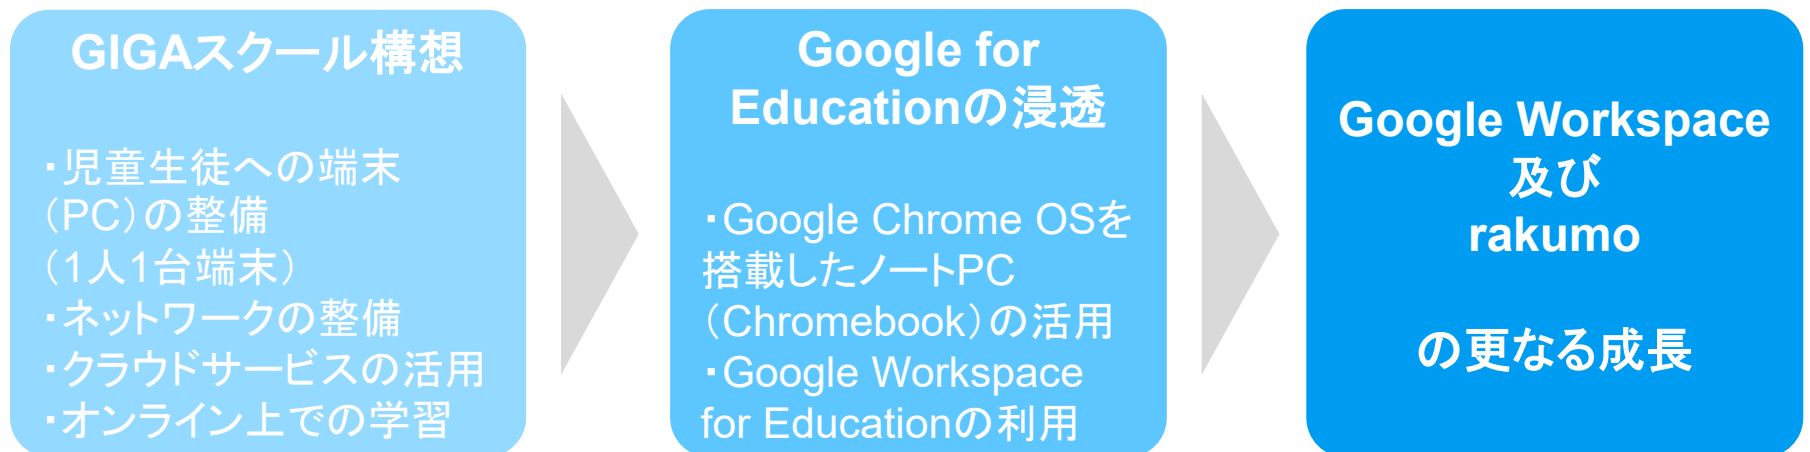 GIGAスクール構想
・児童生徒への端末
（PC）の整備
（1人1台端末）
・ネットワークの整備
・クラウドサービスの活用
・オンライン上での学習
Google for
Educationの浸透
・Google Chrome OSを
搭載したノートPC
（Chromebook）の活用
・Google Workspace
for Educationの利用
Google Workspace
及び
rakumo
の更なる成長